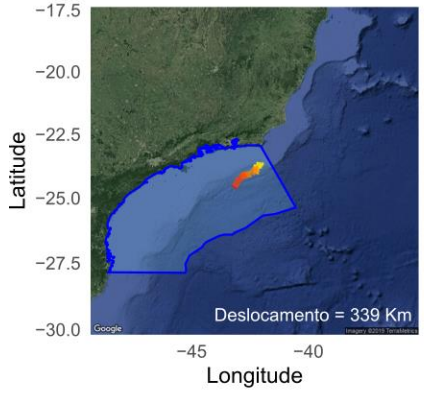 −17.5
−20.0
−22.5
−25.0
−27.5
−30.0
Latitude
Deslocamento = 339 Km
Google
Imagery ©2019 TerraMetrics
−45
−40
Longitude